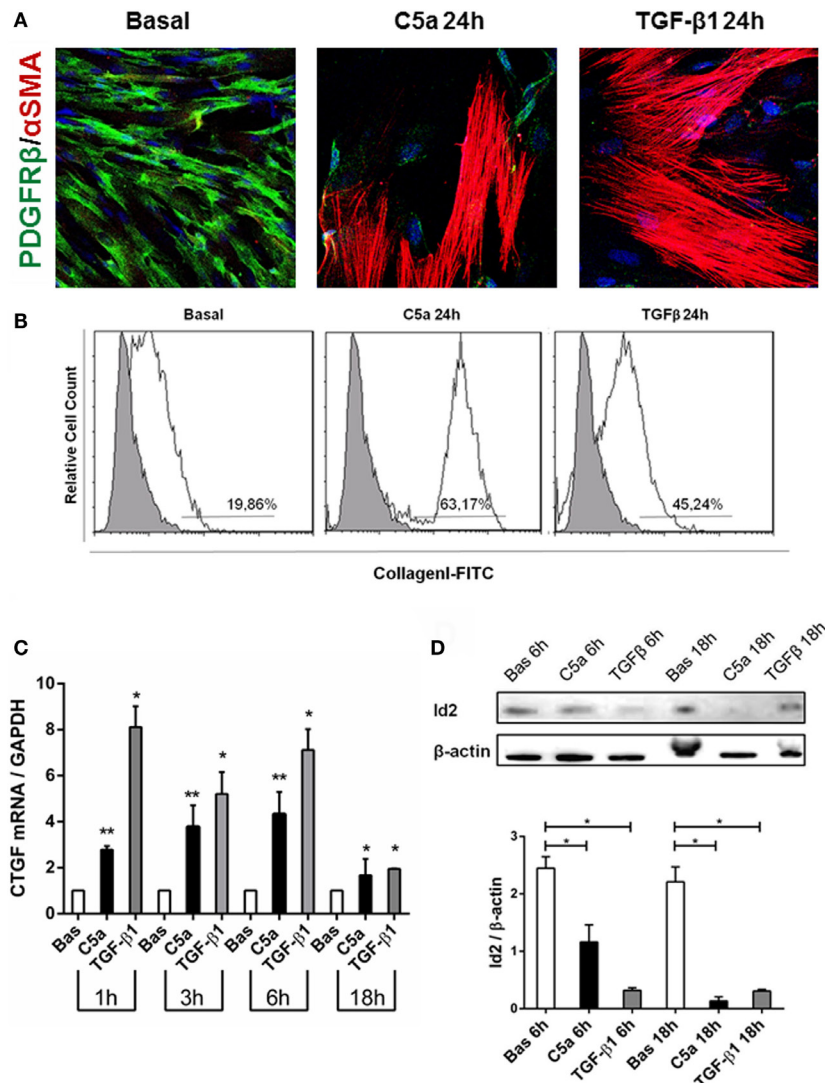 A
Basal
C5a 24h
TGF-β1 24h
PDGFRβ/αSMA
B
Basal
C5a 24h
TGFβ 24h
Relative Cell Count
19,86%
63,17%
45,24%
CollagenI-FITC
C
CTGF mRNA / GAPDH
10
8
6
4
2
0
Bas
C5a
TGF-β1
Bas
C5a
TGF-β1
Bas
C5a
TGF-β1
Bas
C5a
TGF-β1
** * ** * ** * * *
1h
3h
6h
18h
D
Bas 6h
C5a 6h
TGFβ 6h
Bas 18h
C5a 18h
TGFβ 18h
Id2
β-actin
Id2 / β-actin
3
2
1
0
* * * *
Bas 6h
C5a 6h
TGF-β1 6h
Bas 18h
C5a 18h
TGF-β1 18h